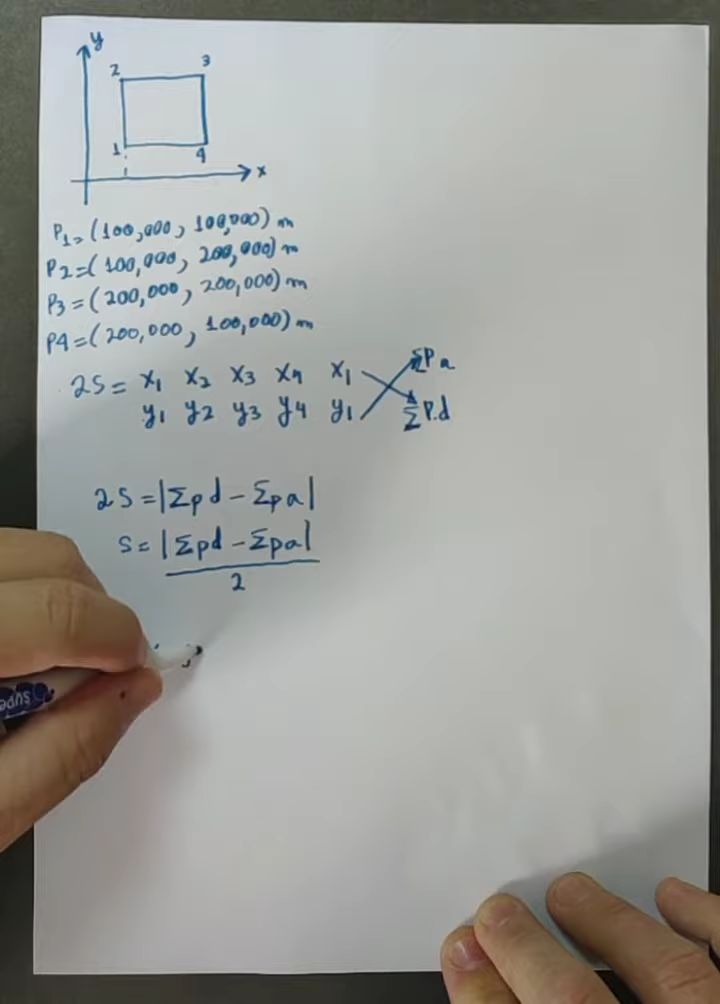 y
2 3
1 4
x
P1=(100,000, 100,000) m
P2=(100,000, 200,000) m
P3=(200,000, 200,000) m
P4=(200,000, 100,000) m
2S= x1 x2 x3 x4 x1 ΣPa
y1 y2 y3 y4 y1 ΣP.d
2S=|Σpd-Σpa|
S=|Σpd-Σpa|
2